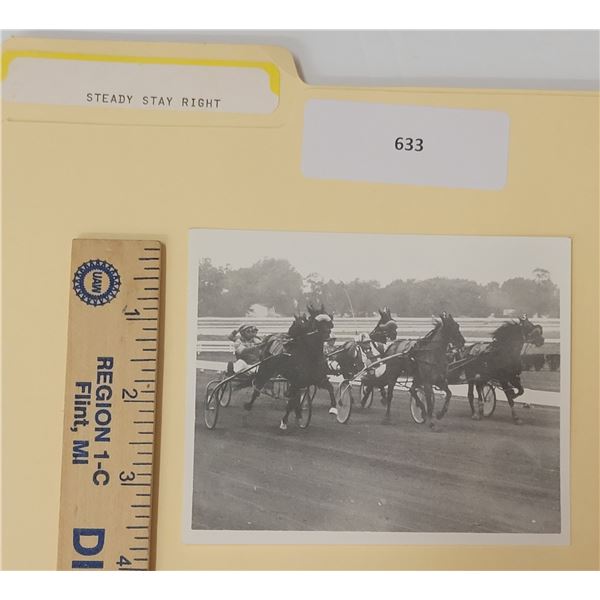 STEADY STAY RIGHT
633
UAW
REGION 1-C
Flint, MI
1
2
3
4